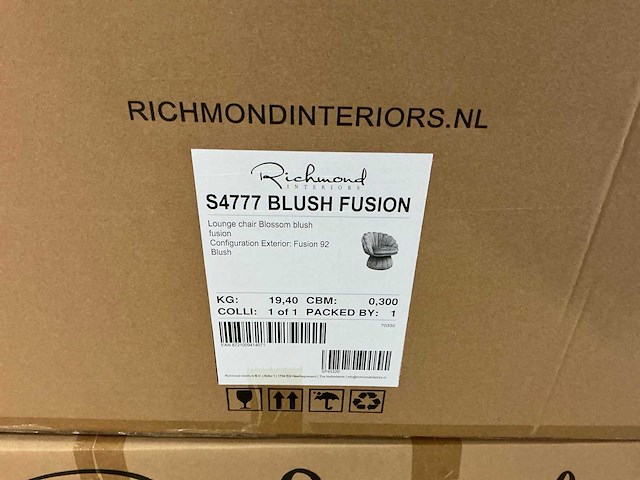 RICHMONDINTERIORS.NL
Richmond
INTERIORS
S4777 BLUSH FUSION
Lounge chair Blossom blush
fusion
Configuration Exterior: Fusion 92
Blush
KG: 19,40 CBM: 0,300
COLLI: 1 of 1 PACKED BY: 1
70330